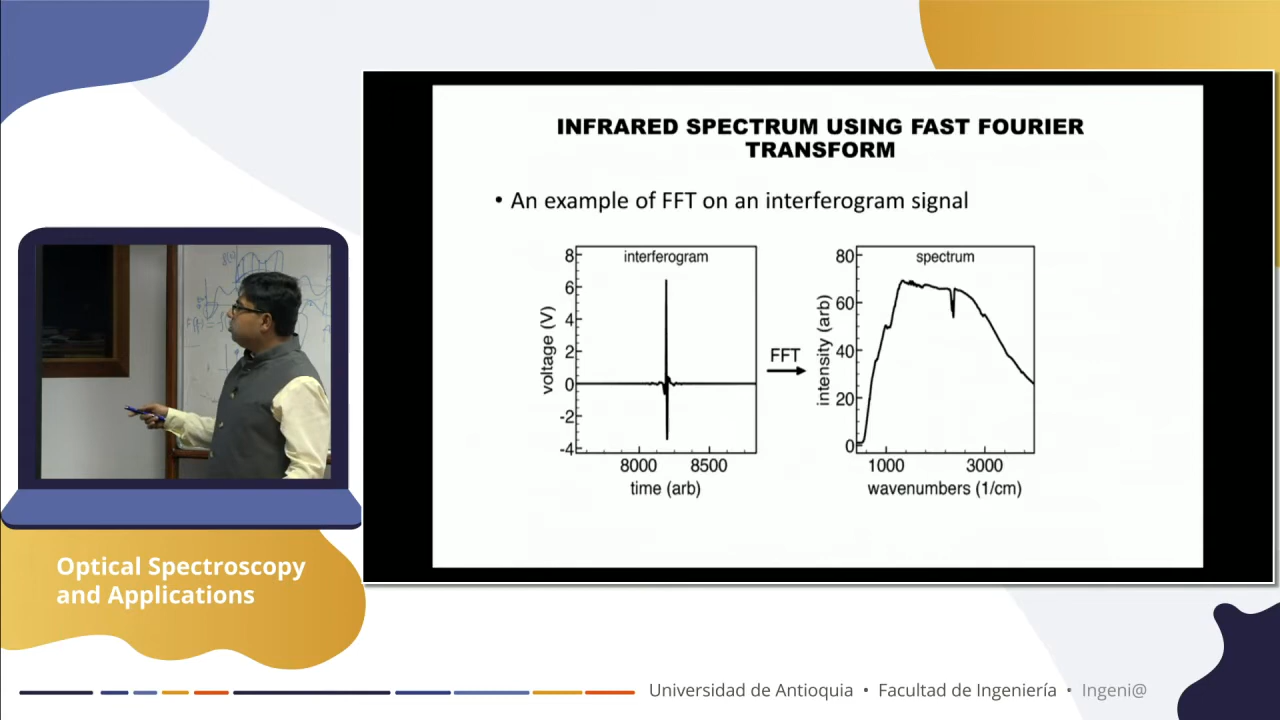 INFRARED SPECTRUM USING FAST FOURIER
TRANSFORM
• An example of FFT on an interferogram signal
interferogram
8
6
4
2
0
-2
-4
voltage (V)
8000 8500
time (arb)
FFT
spectrum
80
60
40
20
0
intensity (arb)
1000 3000
wavenumbers (1/cm)
Optical Spectroscopy
and Applications
Universidad de Antioquia • Facultad de Ingeniería • Ingeni@